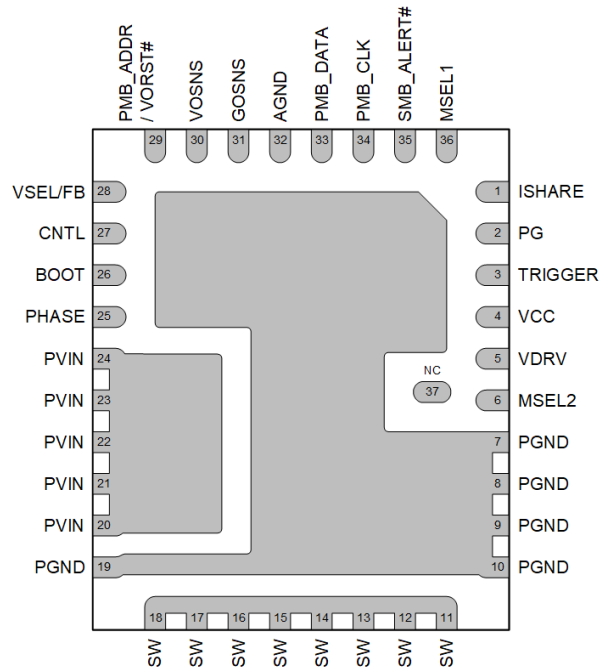 PMB_ADDR
/ VORST#
VOSNS
GOSNS
AGND
PMB_DATA
PMB_CLK
SMB_ALERT#
MSEL1
29 30 31 32 33 34 35 36
VSEL/FB 28 1 ISHARE
CNTL 27 2 PG
BOOT 26 3 TRIGGER
PHASE 25 4 VCC
PVIN 24 5 VDRV
NC
37
PVIN 23 6 MSEL2
PVIN 22 7 PGND
PVIN 21 8 PGND
PVIN 20 9 PGND
PGND 19 10 PGND
18 17 16 15 14 13 12 11
SW SW SW SW SW SW SW SW